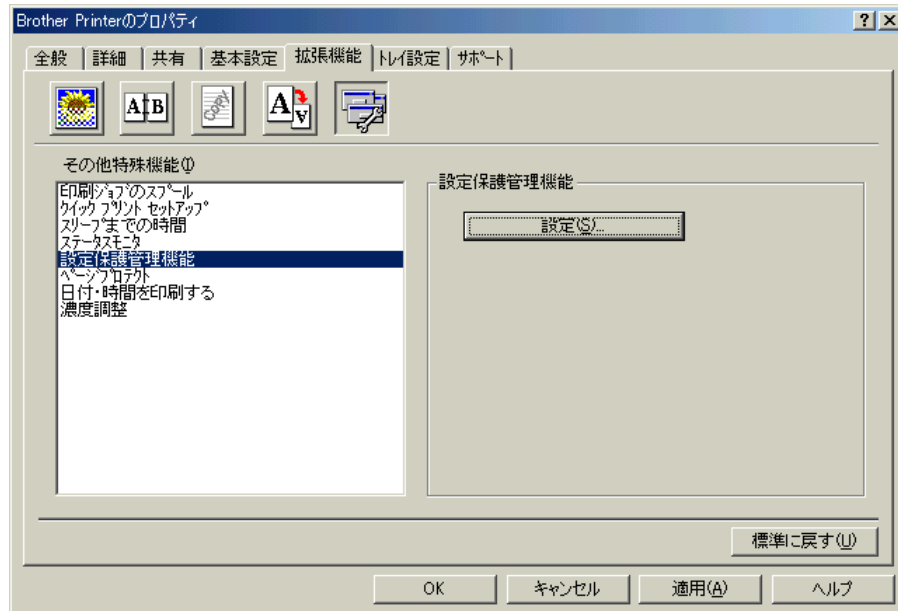 Brother Printerのプロパティ
全般 詳細 共有 基本設定 拡張機能 トレイ設定 サポート
A B Copy A A
その他特殊機能(I)
印刷ジョブのスプール
クイック プリント セットアップ
スリープまでの時間
ステータスモニタ
設定保護管理機能
ページプロテクト
日付・時間を印刷する
濃度調整
設定保護管理機能
設定(S)...
標準に戻す(U)
OK キャンセル 適用(A) ヘルプ